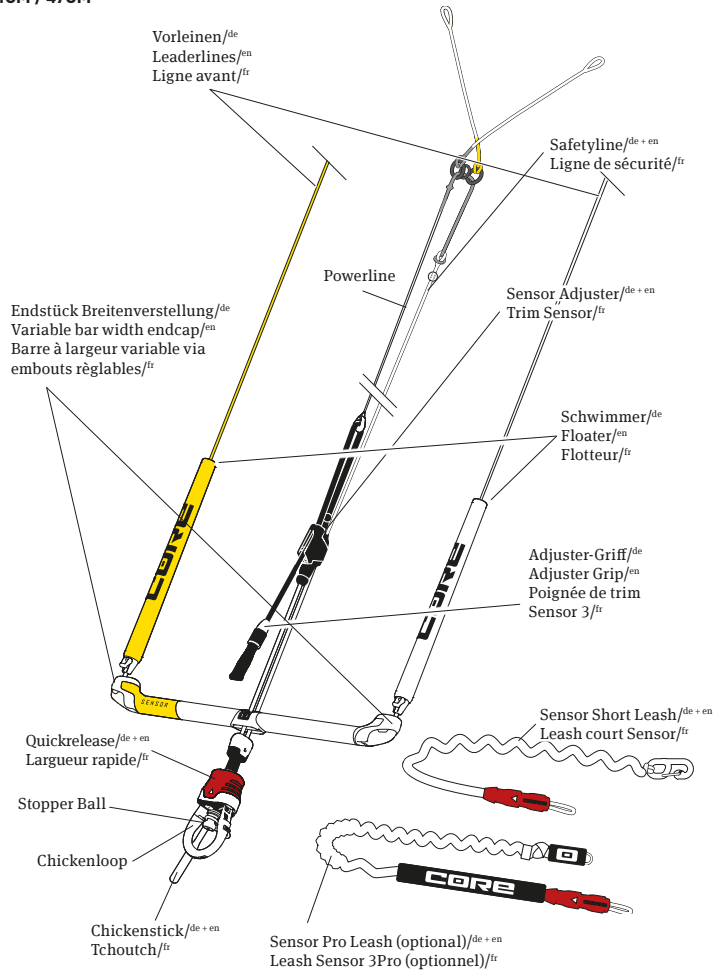 Vorleinen/de
Leaderlines/en
Ligne avant/fr
Safetyline/de + en
Ligne de sécurité/fr
Powerline
Sensor Adjuster/de + en
Trim Sensor/fr
Endstück Breitenverstellung/de
Variable bar width endcap/en
Barre à largeur variable via
embouts règlables/fr
Schwimmer/de
Floater/en
Flotteur/fr
CORE
CORE
Adjuster-Griff/de
Adjuster Grip/en
Poignée de trim
Sensor 3/fr
SENSOR
Sensor Short Leash/de + en
Leash court Sensor/fr
Quickrelease/de + en
Largueur rapide/fr
Stopper Ball
Chickenloop
CORE
Chickenstick/de + en
Tchoutch/fr
Sensor Pro Leash (optional)/de + en
Leash Sensor 3Pro (optionnel)/fr